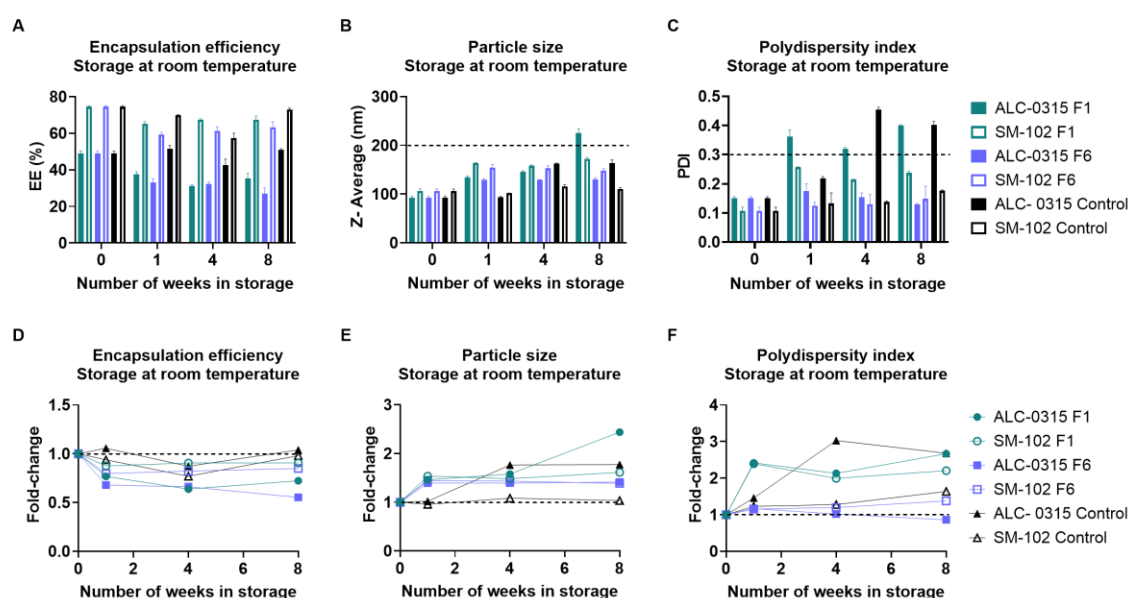 A
Encapsulation efficiency
Storage at room temperature
EE (%)
80
60
40
20
0
0 1 4 8
Number of weeks in storage
B
Particle size
Storage at room temperature
Z- Average (nm)
300
200
100
0
0 1 4 8
Number of weeks in storage
C
Polydispersity index
Storage at room temperature
PDI
0.5
0.4
0.3
0.2
0.1
0.0
0 1 4 8
Number of weeks in storage
ALC-0315 F1
SM-102 F1
ALC-0315 F6
SM-102 F6
ALC- 0315 Control
SM-102 Control
D
Encapsulation efficiency
Storage at room temperature
Fold-change
1.5
1.0
0.5
0.0
0 2 4 6 8
Number of weeks in storage
E
Particle size
Storage at room temperature
Fold-change
3
2
1
0
0 2 4 6 8
Number of weeks in storage
F
Polydispersity index
Storage at room temperature
Fold-change
4
3
2
1
0
0 2 4 6 8
Number of weeks in storage
ALC-0315 F1
SM-102 F1
ALC-0315 F6
SM-102 F6
ALC- 0315 Control
SM-102 Control